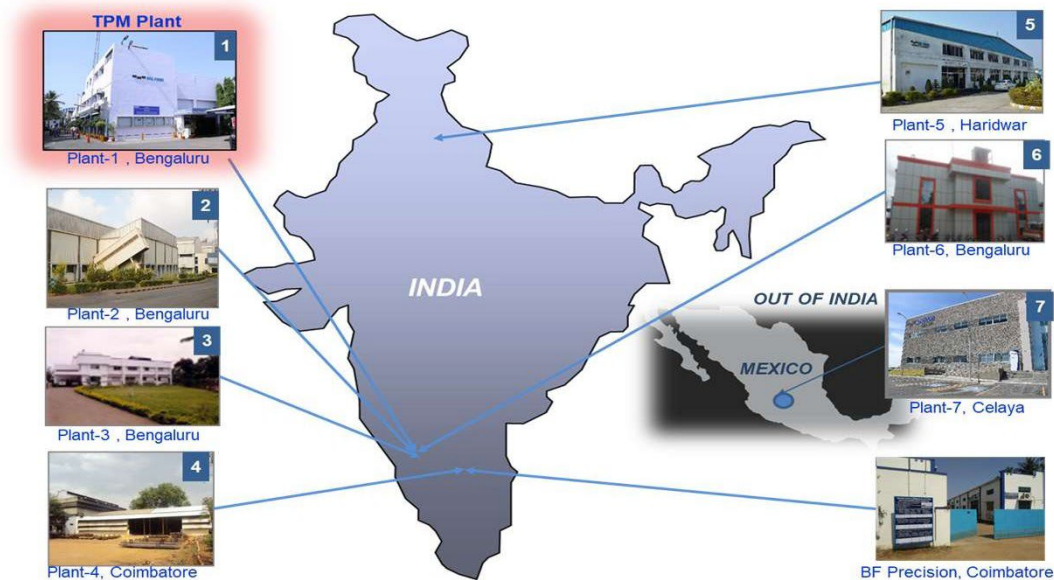 TPM Plant
1
Plant-1 , Bengaluru
2
Plant-2 , Bengaluru
3
Plant-3 , Bengaluru
4
Plant-4, Coimbatore
INDIA
5
Plant-5 , Haridwar
6
Plant-6, Bengaluru
OUT OF INDIA
MEXICO
7
Plant-7, Celaya
BF Precision, Coimbatore